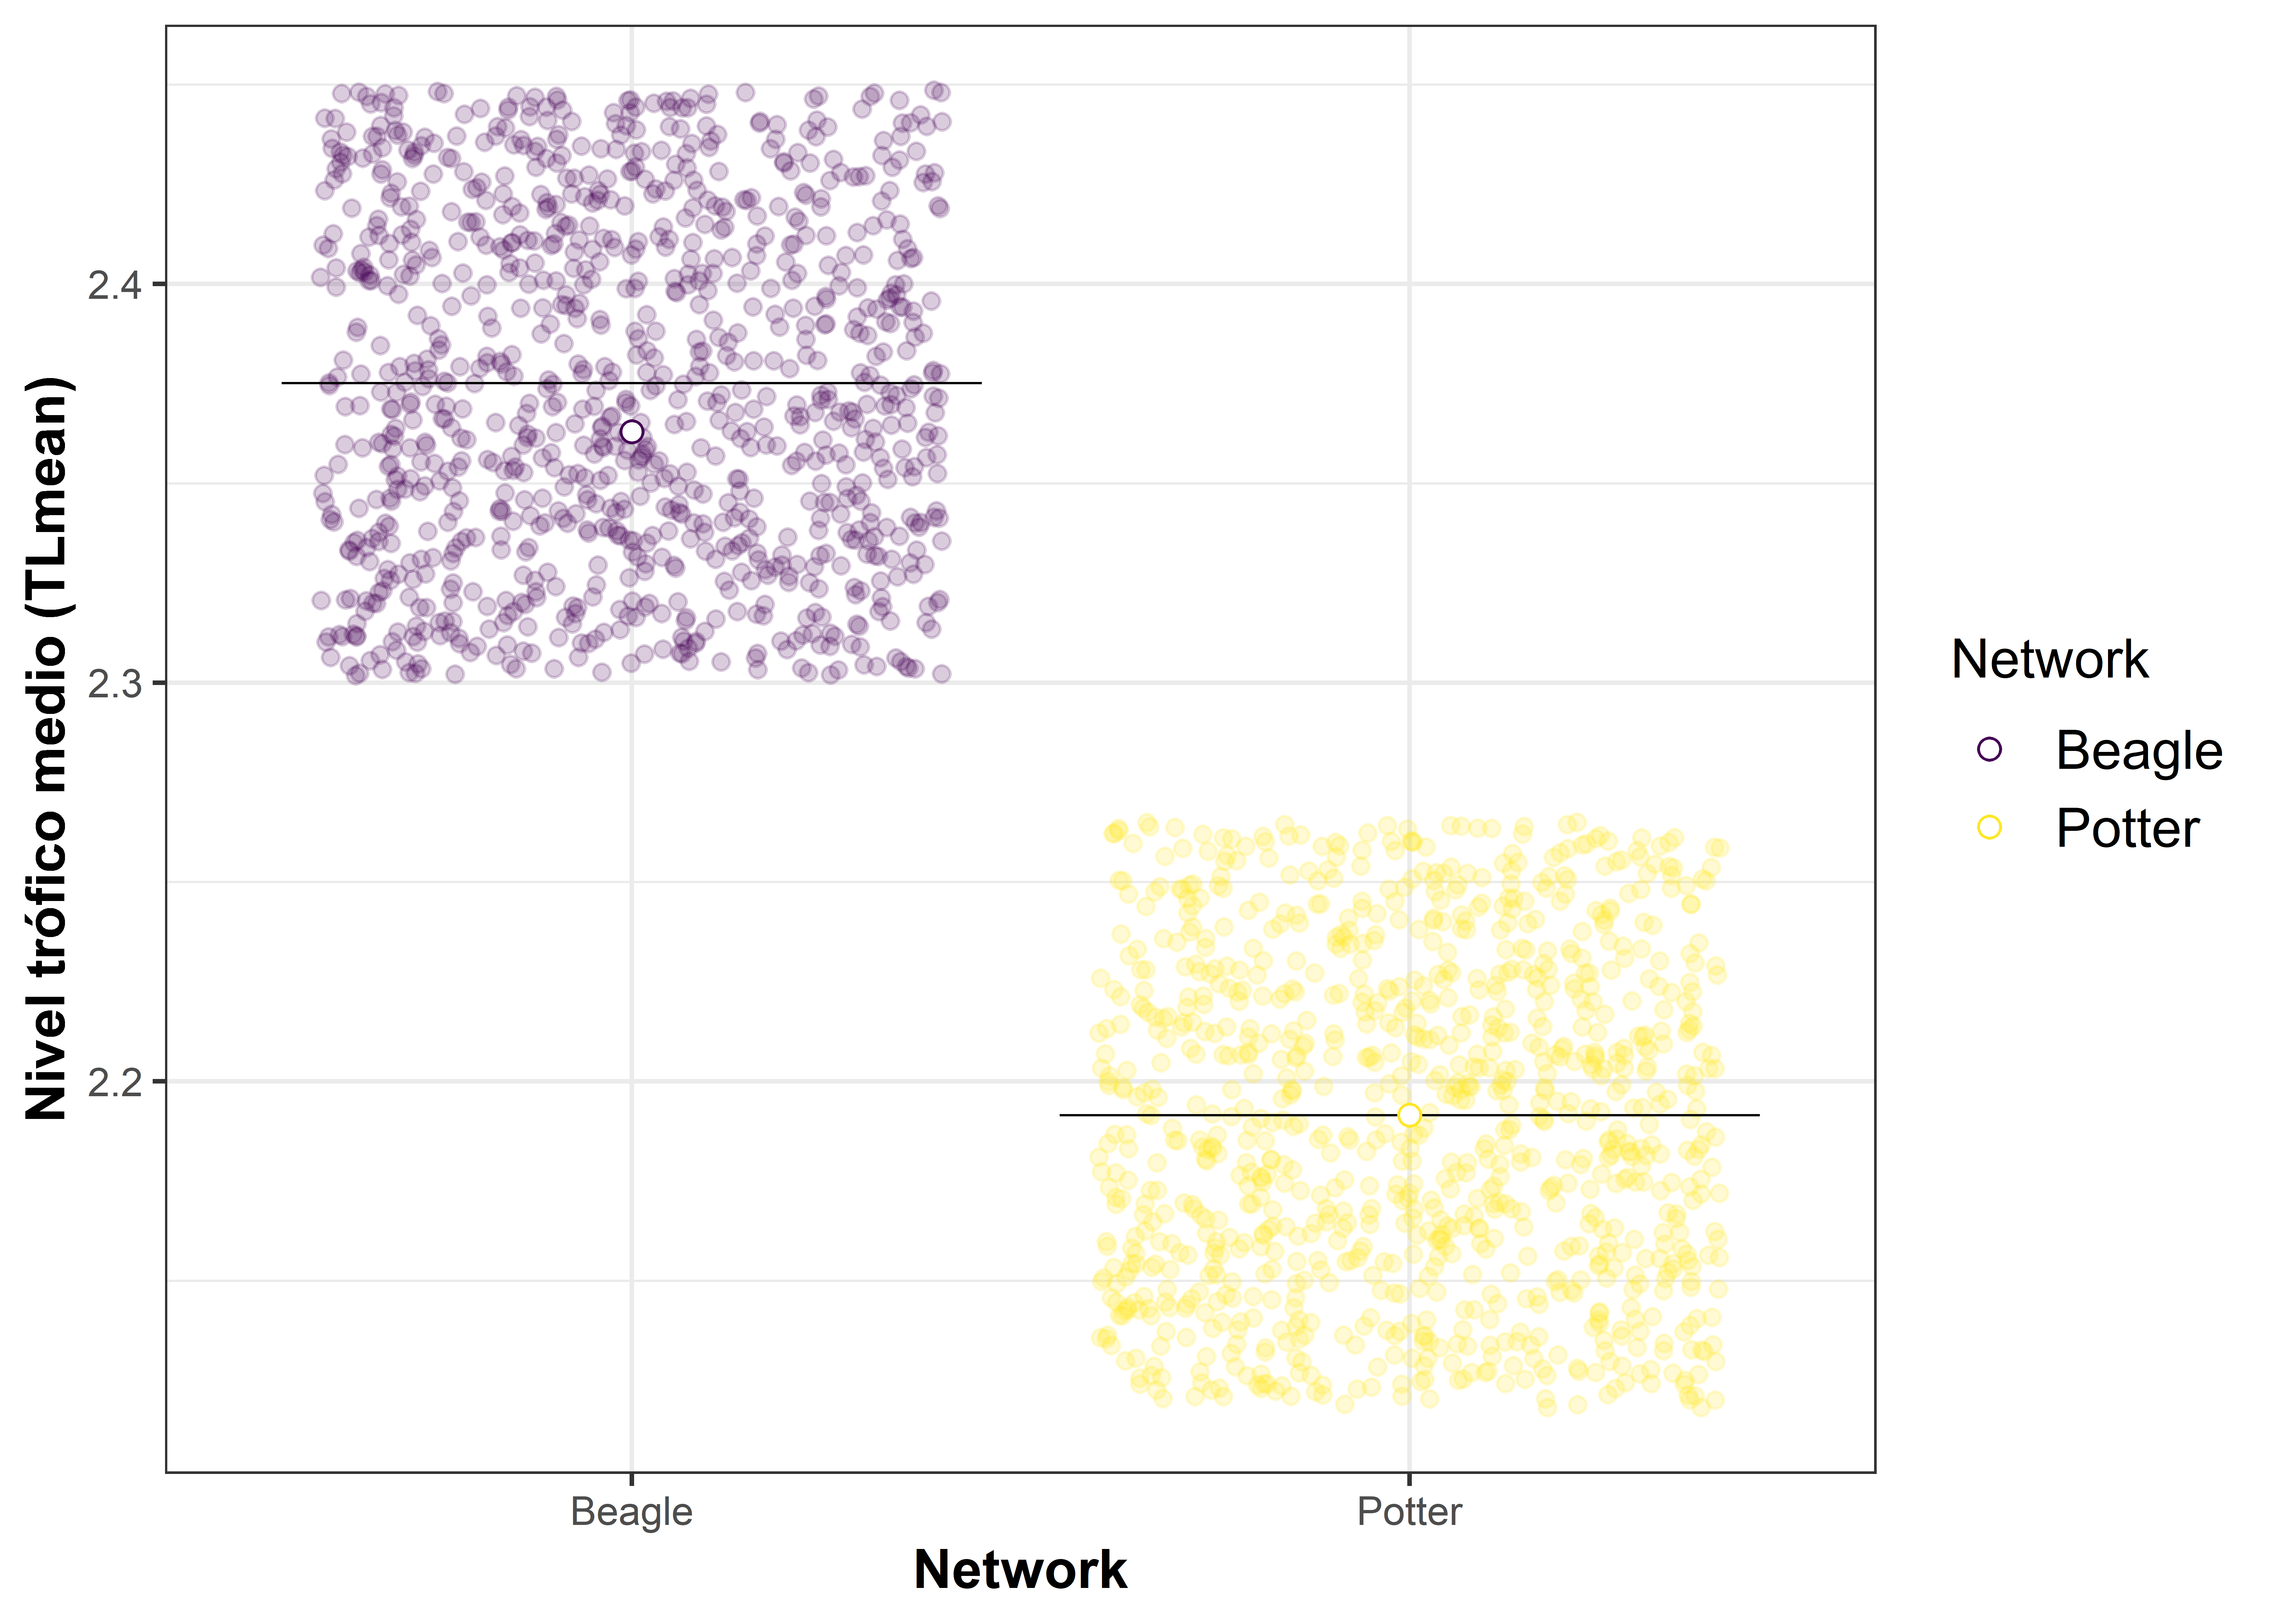 Nivel trófico medio (TLmean)
2.4
2.3
2.2
Beagle
Potter
Network
Network
Beagle
Potter